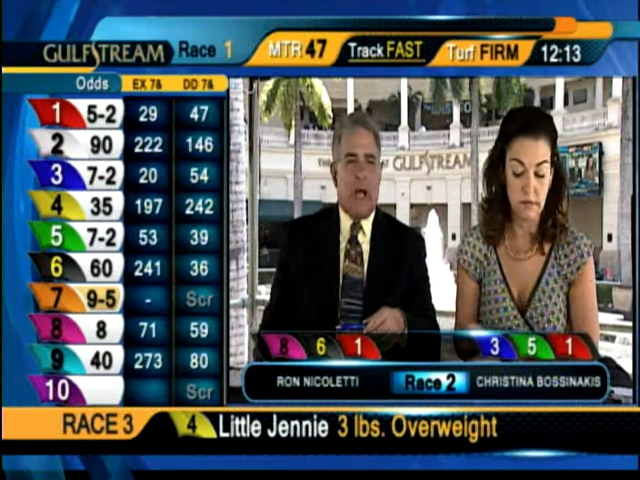 GULFSTREAM Race 1 MTR 47 Track FAST Turf FIRM 12:13
Odds EX 7& DD 7&
1 5-2 29 47
2 90 222 146
3 7-2 20 54
4 35 197 242
5 7-2 53 39
6 60 241 36
7 9-5 - Scr
8 8 71 59
9 40 273 80
10 Scr
GULFSTREAM
8 6 1 3 5 1
RON NICOLETTI Race 2 CHRISTINA BOSSINAKIS
RACE 3 4 Little Jennie 3 lbs. Overweight